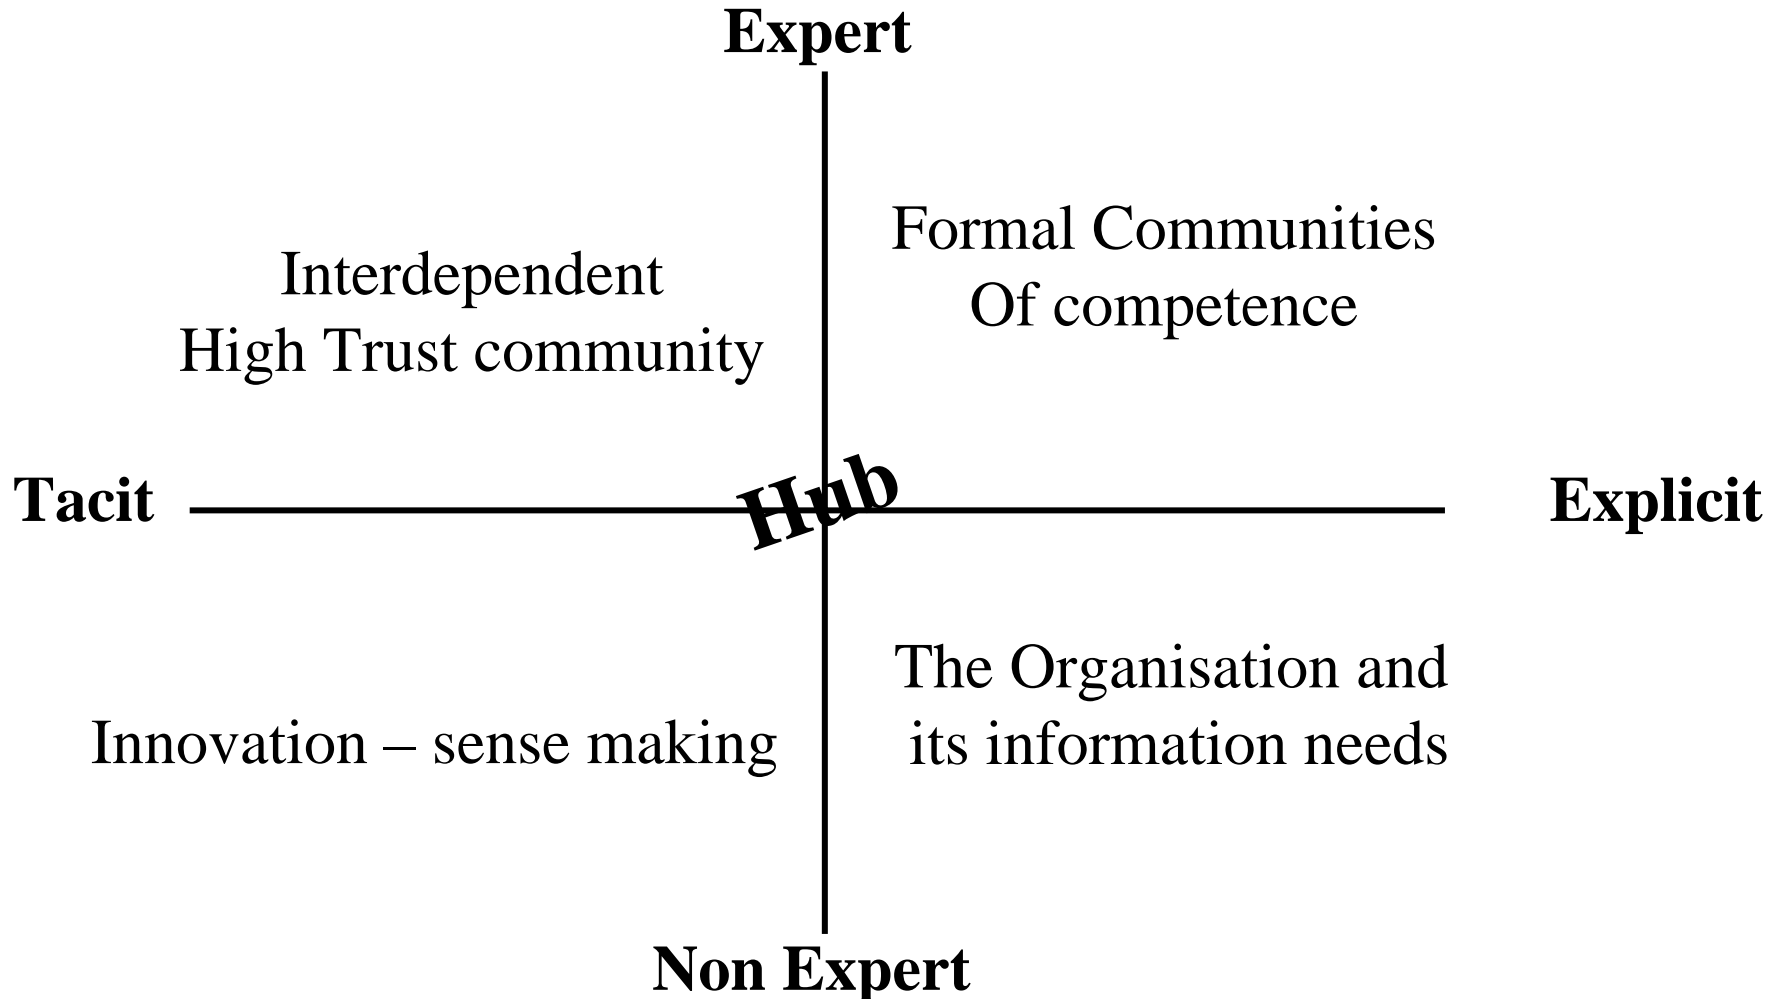 Expert
Formal Communities
Of competence
Interdependent
High Trust community
Tacit
Hub
Explicit
The Organisation and
its information needs
Innovation – sense making
Non Expert